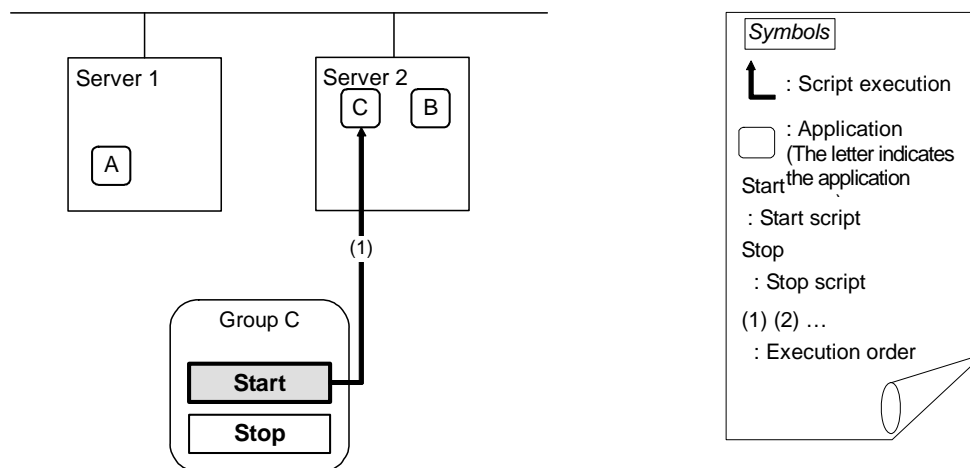 Server 1
A
Server 2
C
B
(1)
Group C
Start
Stop
Symbols
: Script execution
: Application
(The letter indicates
the application
Start
: Start script
Stop
: Stop script
(1) (2) …
: Execution order